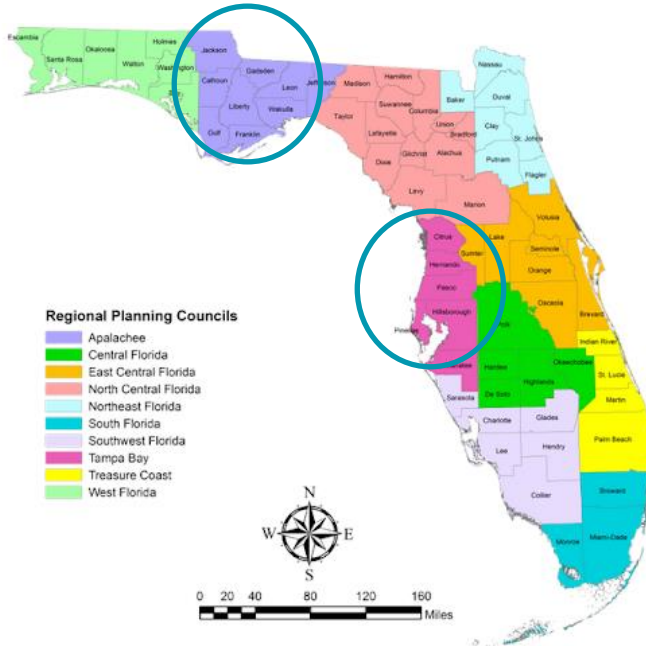 Escambia
Santa Rosa
Okaloosa
Walton
Holmes
Washington
Bay
Jackson
Calhoun
Gulf
Gadsden
Liberty
Franklin
Leon
Wakulla
Jefferson
Madison
Taylor
Hamilton
Suwannee
Lafayette
Dixie
Columbia
Gilchrist
Levy
Union
Bradford
Alachua
Marion
Baker
Nassau
Duval
Clay
St. Johns
Putnam
Flagler
Citrus
Hernando
Pasco
Pinellas
Hillsborough
Manatee
Sumter
Lake
Volusia
Seminole
Orange
Osceola
Brevard
Polk
Hardee
De Soto
Highlands
Okeechobee
Indian River
St. Lucie
Martin
Palm Beach
Sarasota
Charlotte
Glades
Lee
Hendry
Collier
Broward
Monroe
Miami-Dade
Regional Planning Councils
Apalachee
Central Florida
East Central Florida
North Central Florida
Northeast Florida
South Florida
Southwest Florida
Tampa Bay
Treasure Coast
West Florida
N
W E
S
0 20 40 80 120 160
Miles